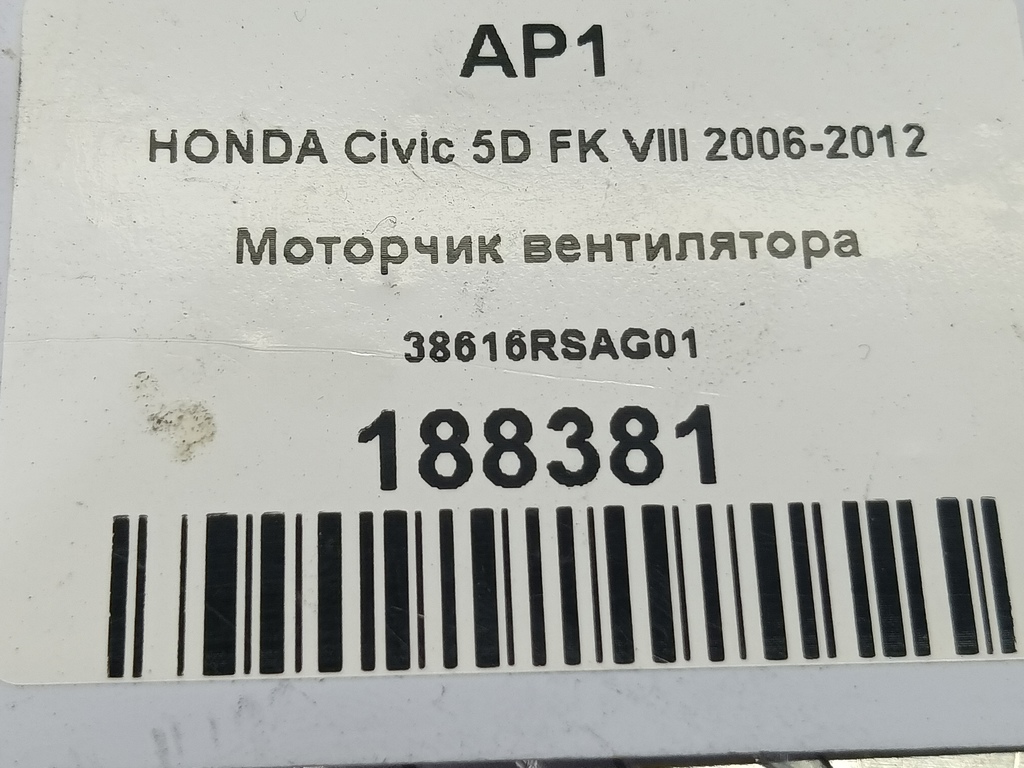 AP1
HONDA Civic 5D FK VIII 2006-2012
Моторчик вентилятора
38616RSAG01
188381